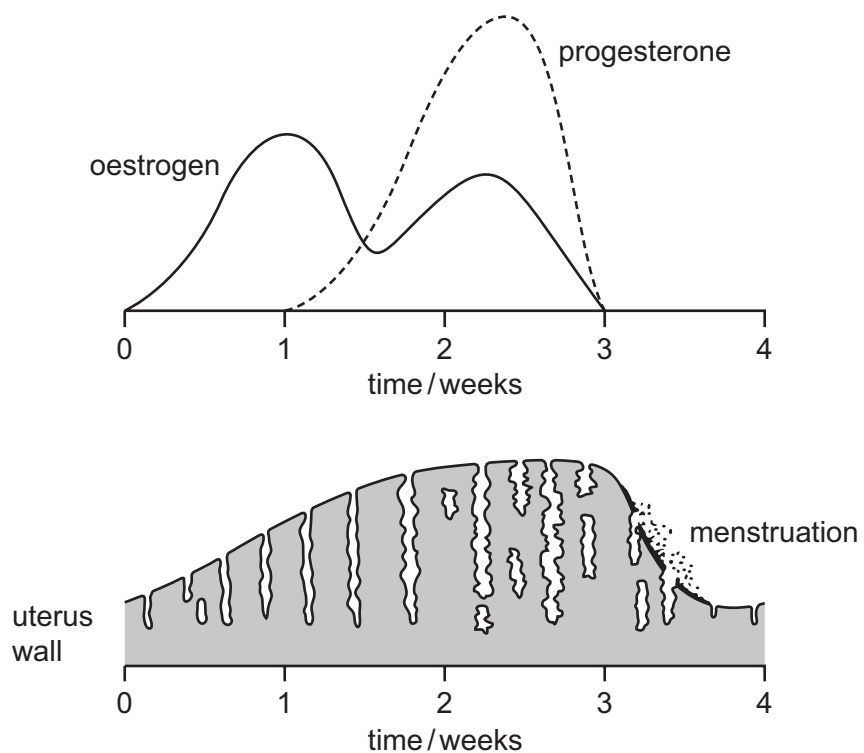 progesterone
oestrogen
0 1 2 3 4
time / weeks
menstruation
uterus
wall
0 1 2 3 4
time / weeks